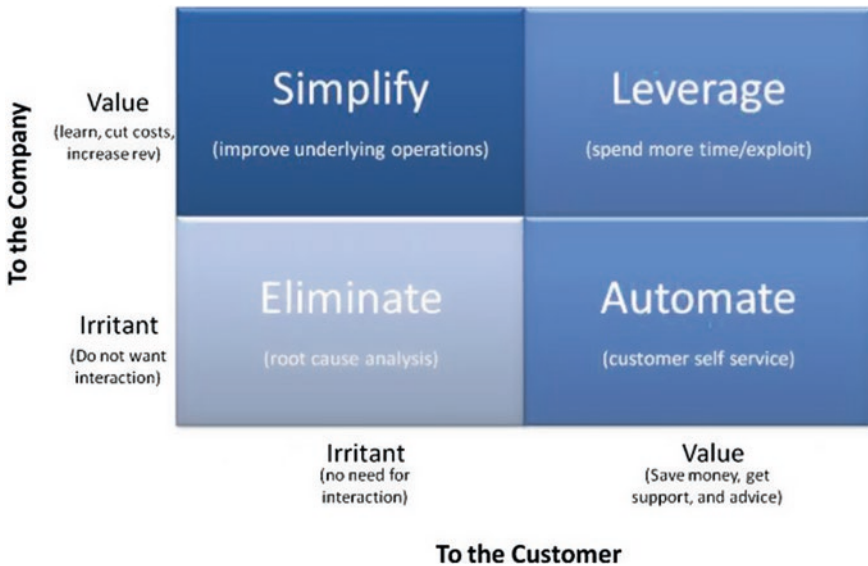 To the Company
Value
(learn, cut costs,
increase rev)
Simplify
(improve underlying operations)
Leverage
(spend more time/exploit)
Irritant
(Do not want
interaction)
Eliminate
(root cause analysis)
Automate
(customer self service)
Irritant
(no need for
interaction)
Value
(Save money, get
support, and advice)
To the Customer